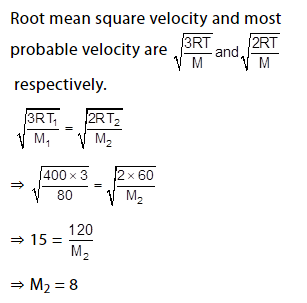 Root mean square velocity and most
probable velocity are √(3RT/M) and √(2RT/M)
respectively.
√(3RT₁/M₁) = √(2RT₂/M₂)
⇒ √(400 × 3/80) = √(2 × 60/M₂)
⇒ 15 = 120/M₂
⇒ M₂ = 8